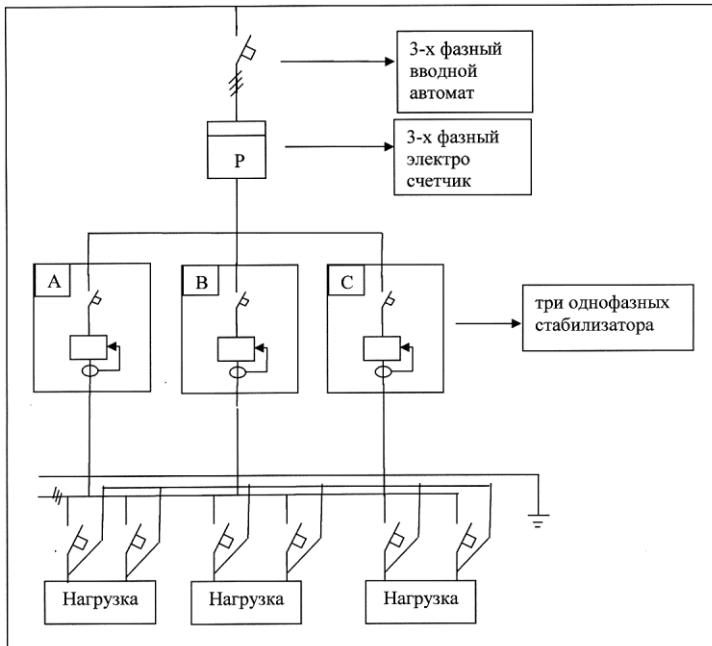 3-х фазный
вводной
автомат
Р
3-х фазный
электро
счетчик
А
В
С
три однофазных
стабилизатора
Нагрузка
Нагрузка
Нагрузка